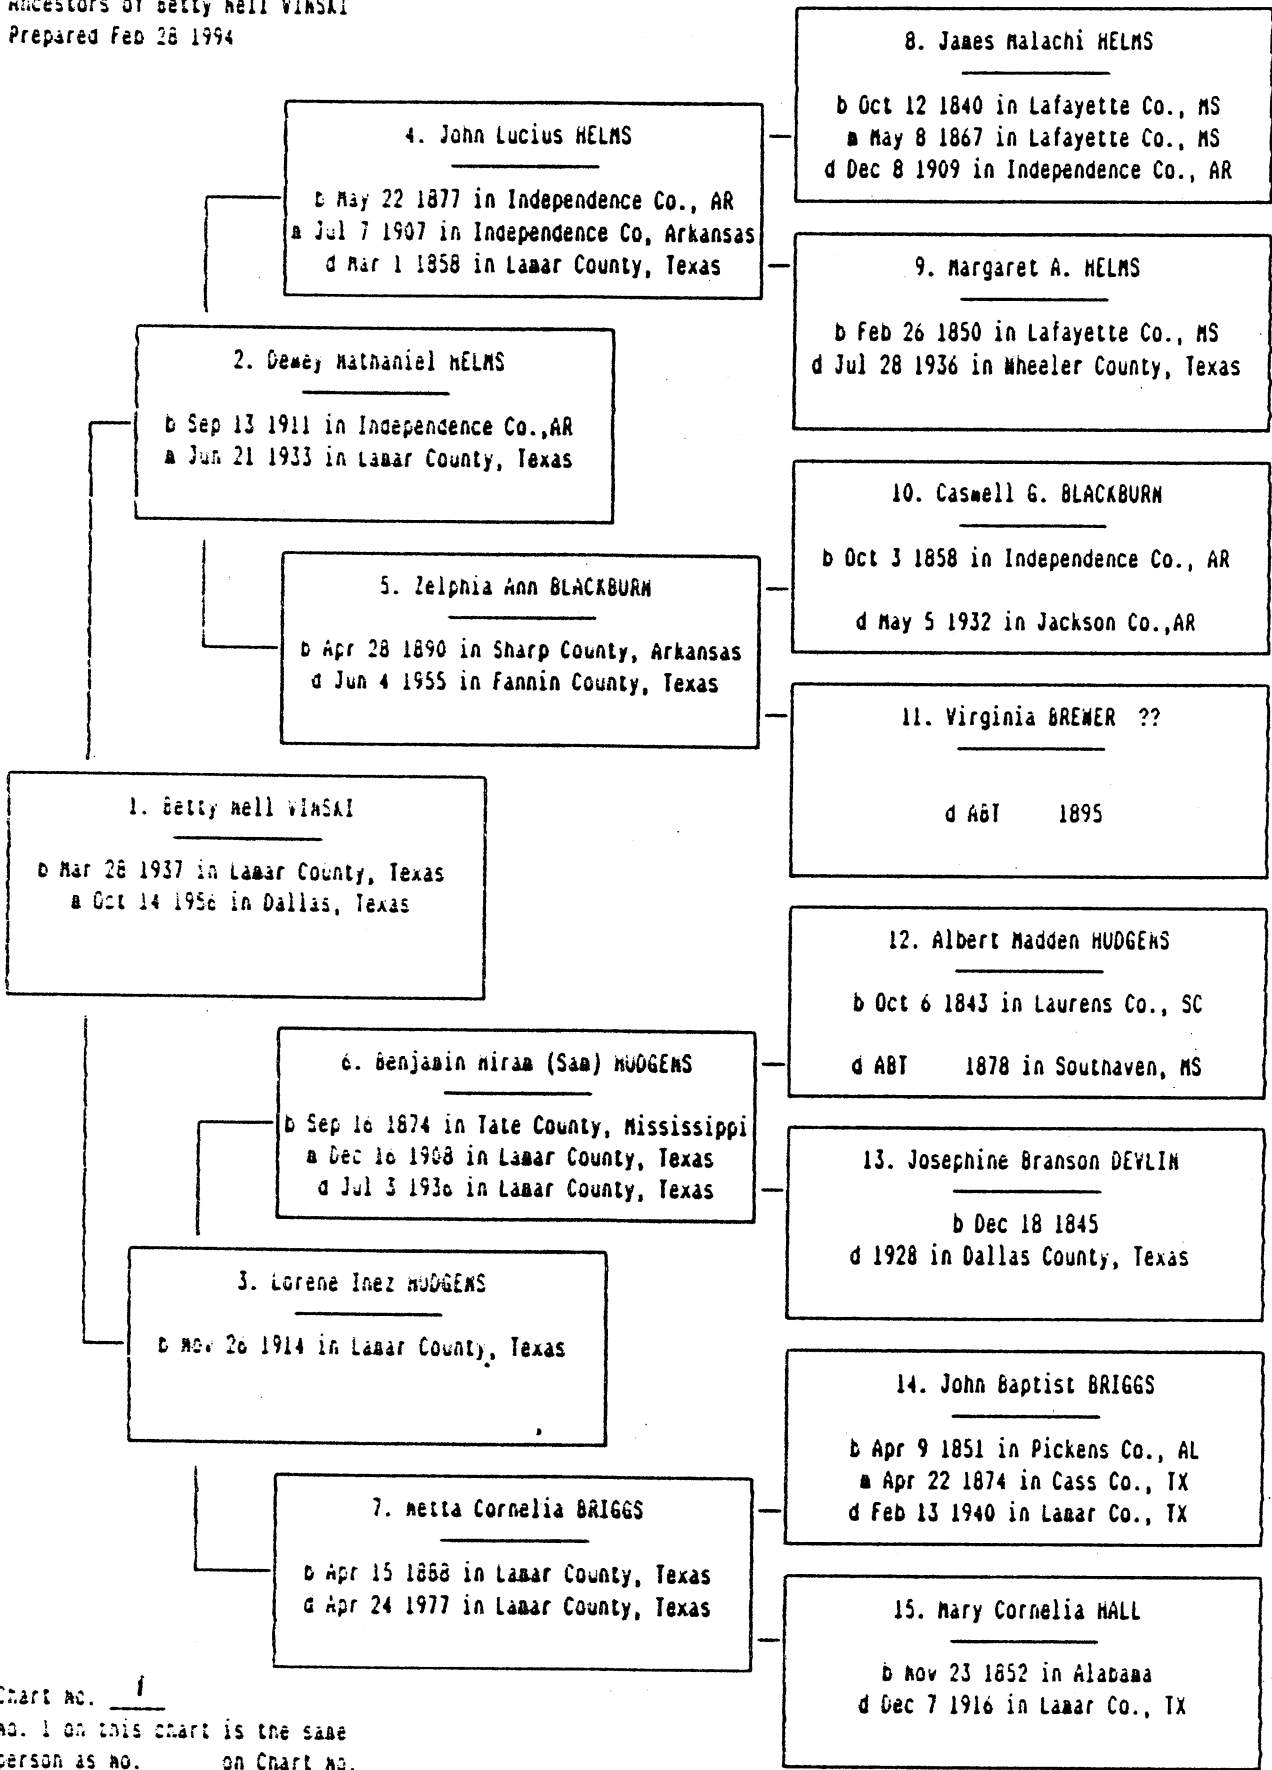 Ancestors of Betty Nell VINSKI
Prepared Feb 28 1994
8. James Malachi HELMS
b Oct 12 1840 in Lafayette Co., MS
m May 8 1867 in Lafayette Co., MS
d Dec 8 1909 in Independence Co., AR
4. John Lucius HELMS
b May 22 1877 in Independence Co., AR
m Jul 7 1907 in Independence Co, Arkansas
d Mar 1 1858 in Lamar County, Texas
9. Margaret A. HELMS
b Feb 26 1850 in Lafayette Co., MS
d Jul 28 1936 in Wheeler County, Texas
2. Dewey Nathaniel HELMS
b Sep 13 1911 in Independence Co.,AR
m Jun 21 1933 in Lamar County, Texas
10. Caswell G. BLACKBURN
b Oct 3 1858 in Independence Co., AR
d May 5 1932 in Jackson Co.,AR
5. Zelphia Ann BLACKBURN
b Apr 28 1890 in Sharp County, Arkansas
d Jun 4 1955 in Fannin County, Texas
11. Virginia BREWER ??
d ABT 1895
1. Betty Nell VINSKI
b Mar 28 1937 in Lamar County, Texas
m Oct 14 1956 in Dallas, Texas
12. Albert Madden HUDGENS
b Oct 6 1843 in Laurens Co., SC
d ABT 1878 in Southaven, MS
6. Benjamin Hiram (Sam) HUDGENS
b Sep 16 1874 in Tate County, Mississippi
m Dec 16 1908 in Lamar County, Texas
d Jul 3 1936 in Lamar County, Texas
13. Josephine Branson DEVLIN
b Dec 18 1845
d 1928 in Dallas County, Texas
3. Lorene Inez HUDGENS
b Nov 26 1914 in Lamar County, Texas
14. John Baptist BRIGGS
b Apr 9 1851 in Pickens Co., AL
m Apr 22 1874 in Cass Co., TX
d Feb 13 1940 in Lamar Co., TX
7. Netta Cornelia BRIGGS
b Apr 15 1888 in Lamar County, Texas
d Apr 24 1977 in Lamar County, Texas
15. Mary Cornelia HALL
b Nov 23 1852 in Alabama
d Dec 7 1916 in Lamar Co., TX
Chart no. 1
No. 1 on this chart is the same
person as no. on Chart no.